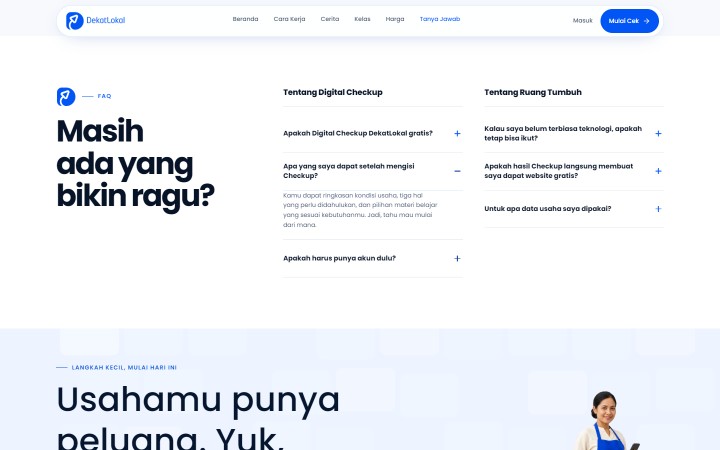 DekatLokal
Beranda
Cara Kerja
Cerita
Kelas
Harga
Tanya Jawab
Masuk
Mulai Cek
FAQ
Masih
ada yang
bikin ragu?
Tentang Digital Checkup
Apakah Digital Checkup DekatLokal gratis?
Apa yang saya dapat setelah mengisi
Checkup?
Kamu dapat ringkasan kondisi usaha, tiga hal
yang perlu didahulukan, dan pilihan materi belajar
yang sesuai kebutuhanmu. Jadi, tahu mau mulai
dari mana.
Apakah harus punya akun dulu?
Tentang Ruang Tumbuh
Kalau saya belum terbiasa teknologi, apakah
tetap bisa ikut?
Apakah hasil Checkup langsung membuat
saya dapat website gratis?
Untuk apa data usaha saya dipakai?
LANGKAH KECIL, MULAI HARI INI
Usahamu punya
peluang. Yuk,